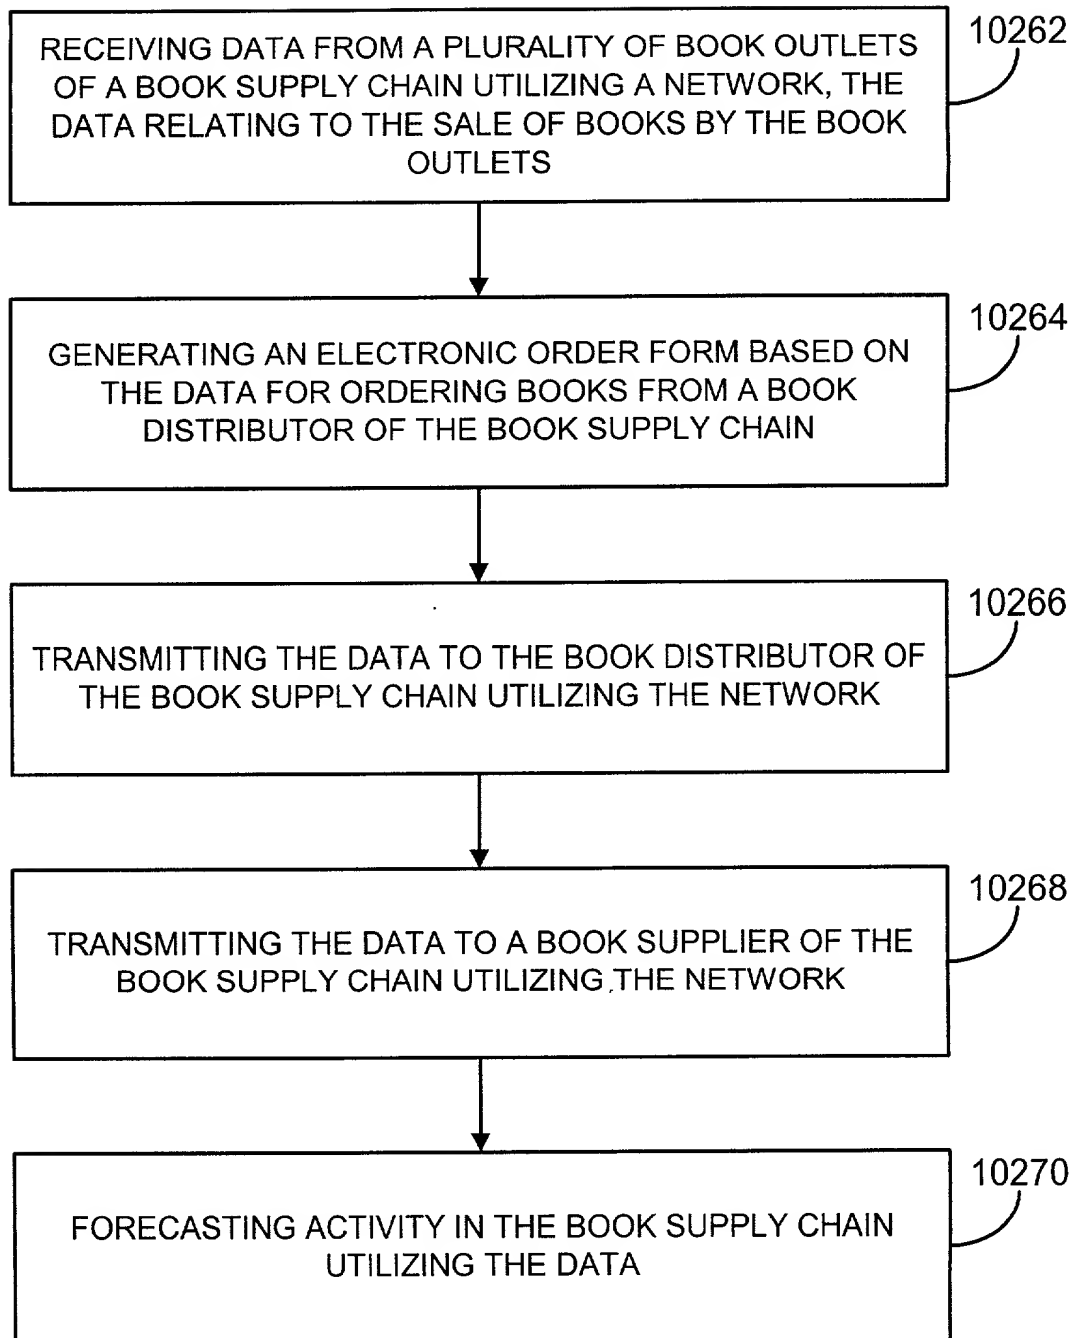 RECEIVING DATA FROM A PLURALITY OF BOOK OUTLETS
OF A BOOK SUPPLY CHAIN UTILIZING A NETWORK, THE
DATA RELATING TO THE SALE OF BOOKS BY THE BOOK
OUTLETS
10262
GENERATING AN ELECTRONIC ORDER FORM BASED ON
THE DATA FOR ORDERING BOOKS FROM A BOOK
DISTRIBUTOR OF THE BOOK SUPPLY CHAIN
10264
TRANSMITTING THE DATA TO THE BOOK DISTRIBUTOR OF
THE BOOK SUPPLY CHAIN UTILIZING THE NETWORK
10266
TRANSMITTING THE DATA TO A BOOK SUPPLIER OF THE
BOOK SUPPLY CHAIN UTILIZING THE NETWORK
10268
FORECASTING ACTIVITY IN THE BOOK SUPPLY CHAIN
UTILIZING THE DATA
10270